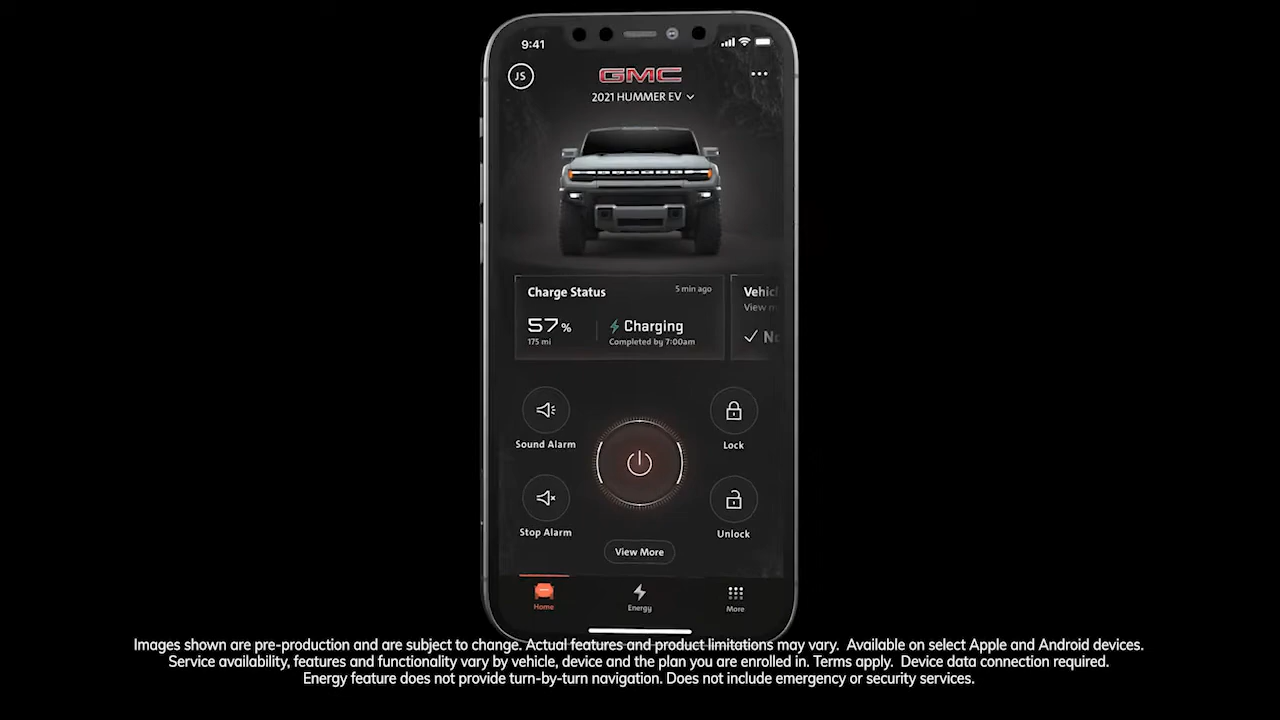 9:41
JS
GMC
2021 HUMMER EV
Charge Status
5 min ago
57%
175 mi
Charging
Completed by 7:00am
View
Sound Alarm
Lock
Stop Alarm
Unlock
View More
Home
Energy
More
Images shown are pre-production and are subject to change. Actual features and product limitations may vary. Available on select Apple and Android devices.
Service availability, features and functionality vary by vehicle, device and the plan you are enrolled in. Terms apply. Device data connection required.
Energy feature does not provide turn-by-turn navigation. Does not include emergency or security services.